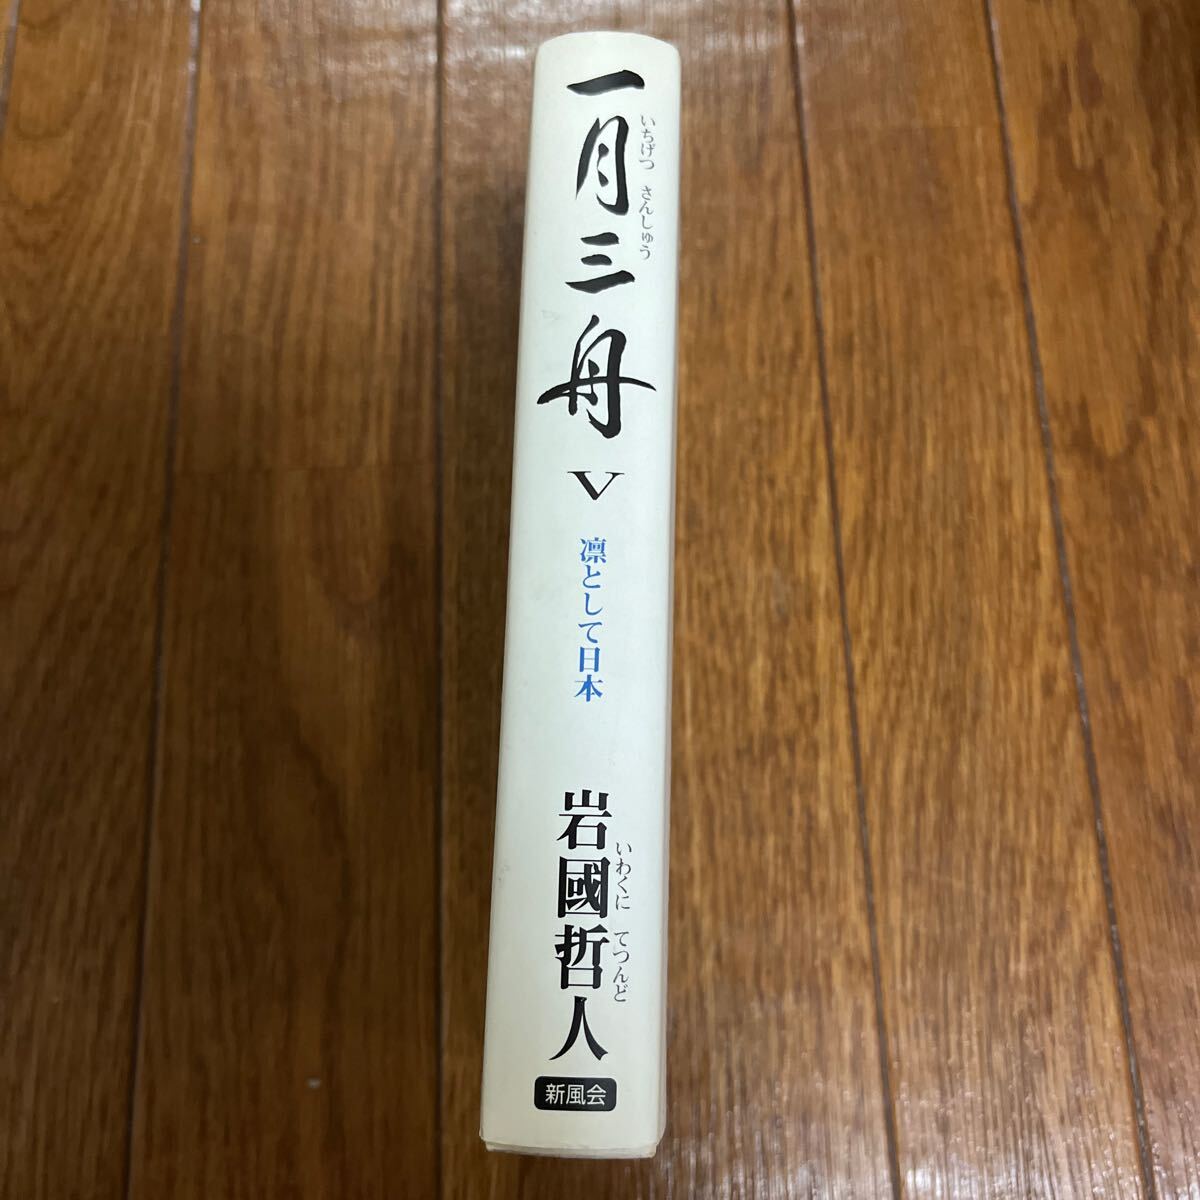 一月三舟
いちげつ さんしゅう
V
凛として日本
岩國哲人
いわくに てつんど
新風会